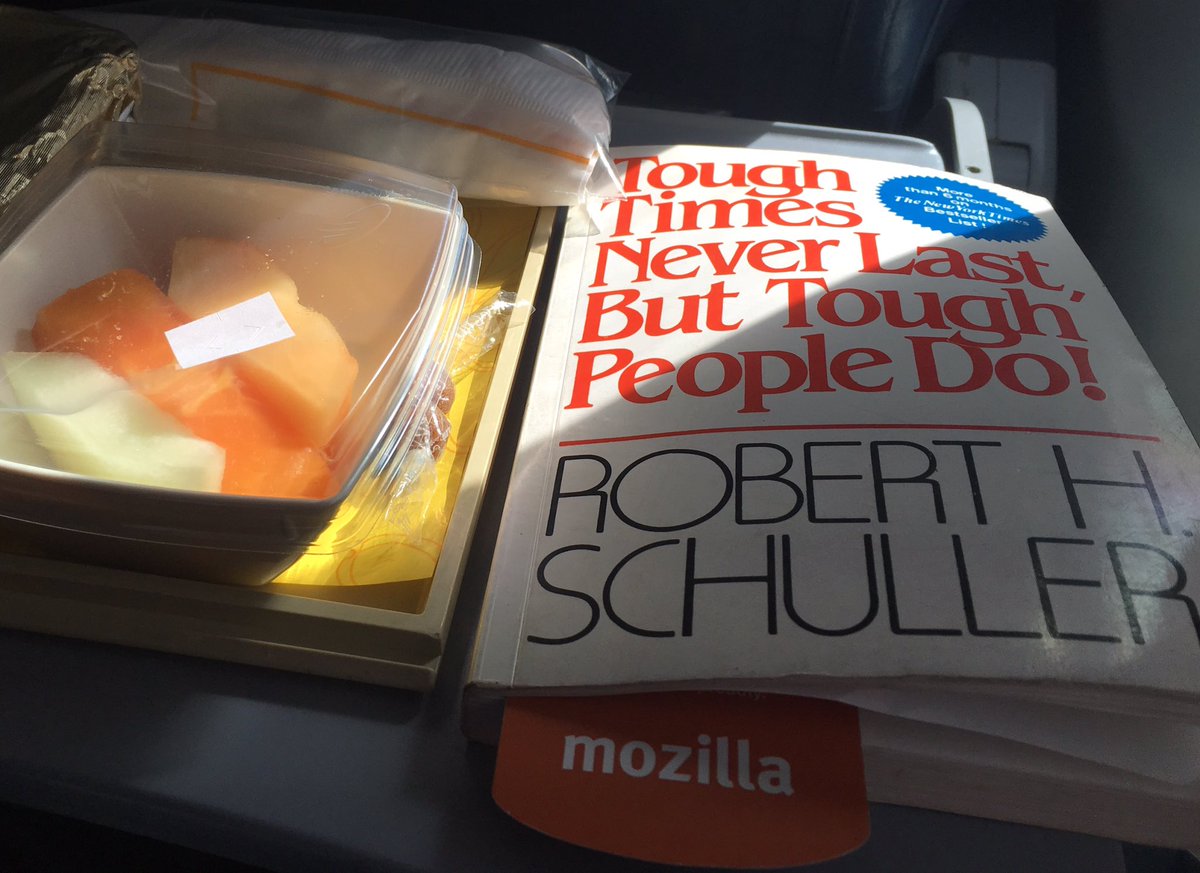 Tough
Times
Never Last,
But Tough
People Do!
More
than 6 months
on
The New York Times
Bestseller
List!
ROBERT H.
SCHULLER
mozilla